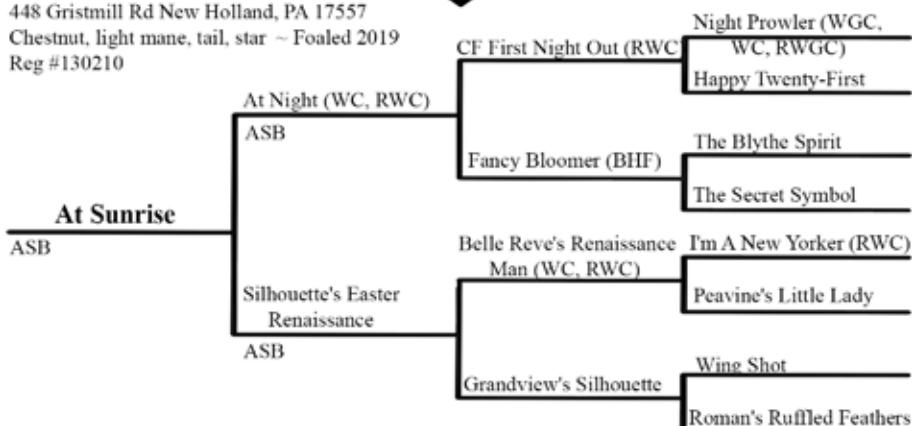 448 Gristmill Rd New Holland, PA 17557
Chestnut, light mane, tail, star ~ Foaled 2019
Reg #130210
Night Prowler (WGC,
WC, RWGC)
CF First Night Out (RWC
Happy Twenty-First
At Night (WC, RWC)
ASB
The Blythe Spirit
Fancy Bloomer (BHF)
The Secret Symbol
At Sunrise
ASB
Belle Reve's Renaissance
Man (WC, RWC)
I'm A New Yorker (RWC)
Peavine's Little Lady
Silhouette's Easter
Renaissance
ASB
Wing Shot
Grandview's Silhouette
Roman's Ruffled Feathers